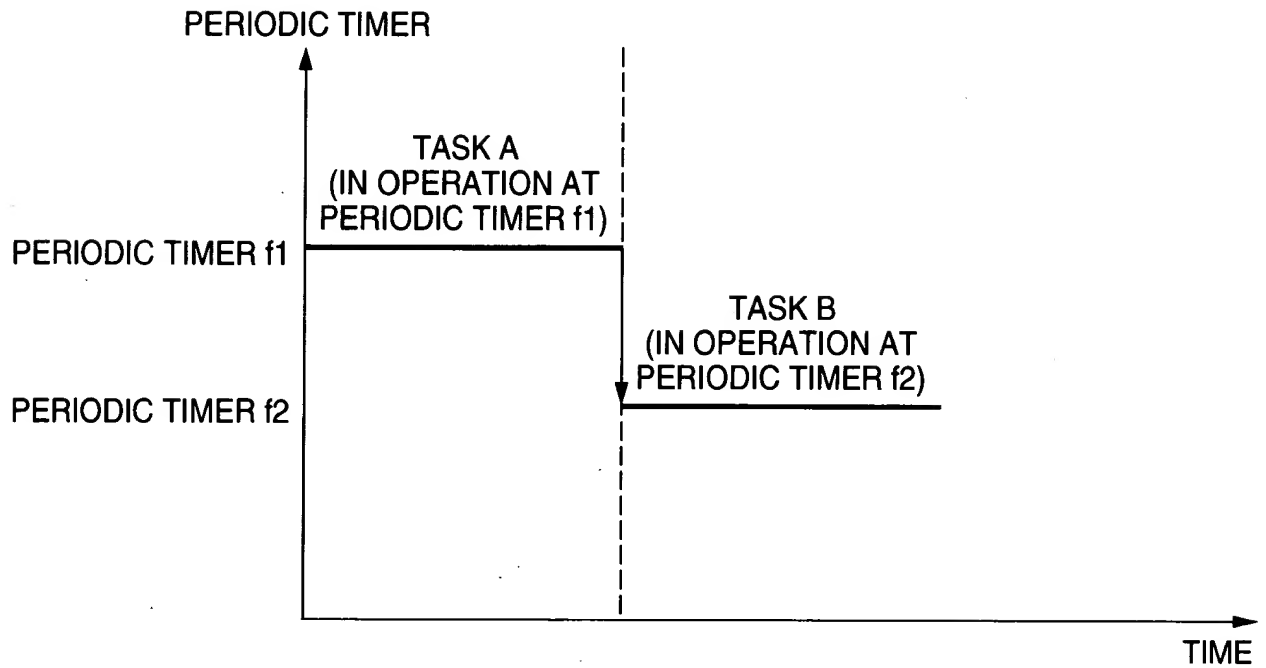 PERIODIC TIMER
TASK A
(IN OPERATION AT
PERIODIC TIMER f1)
PERIODIC TIMER f1
TASK B
(IN OPERATION AT
PERIODIC TIMER f2)
PERIODIC TIMER f2
TIME